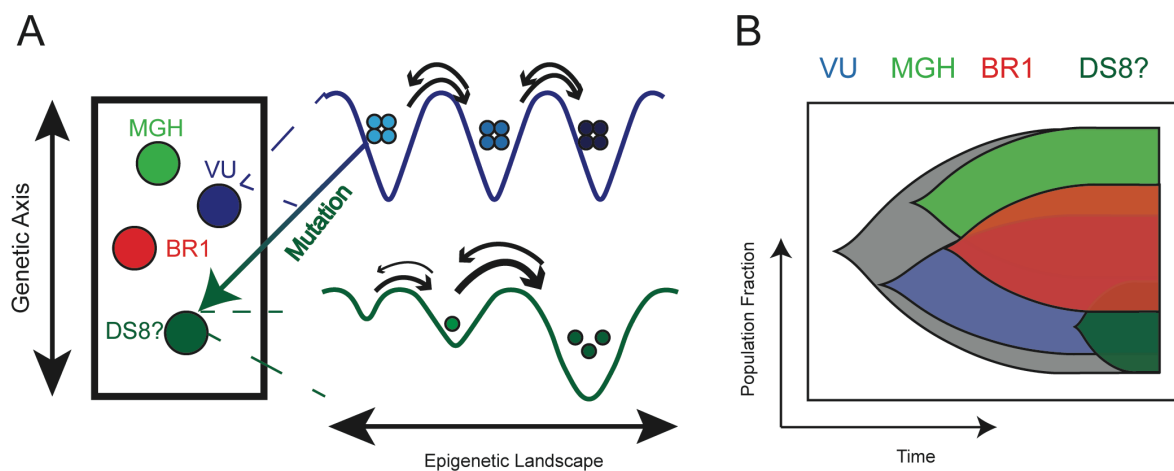 A
Genetic Axis
MGH
VU
BR1
DS8?
Mutation
Epigenetic Landscape
B
VU MGH BR1 DS8?
Population Fraction
Time